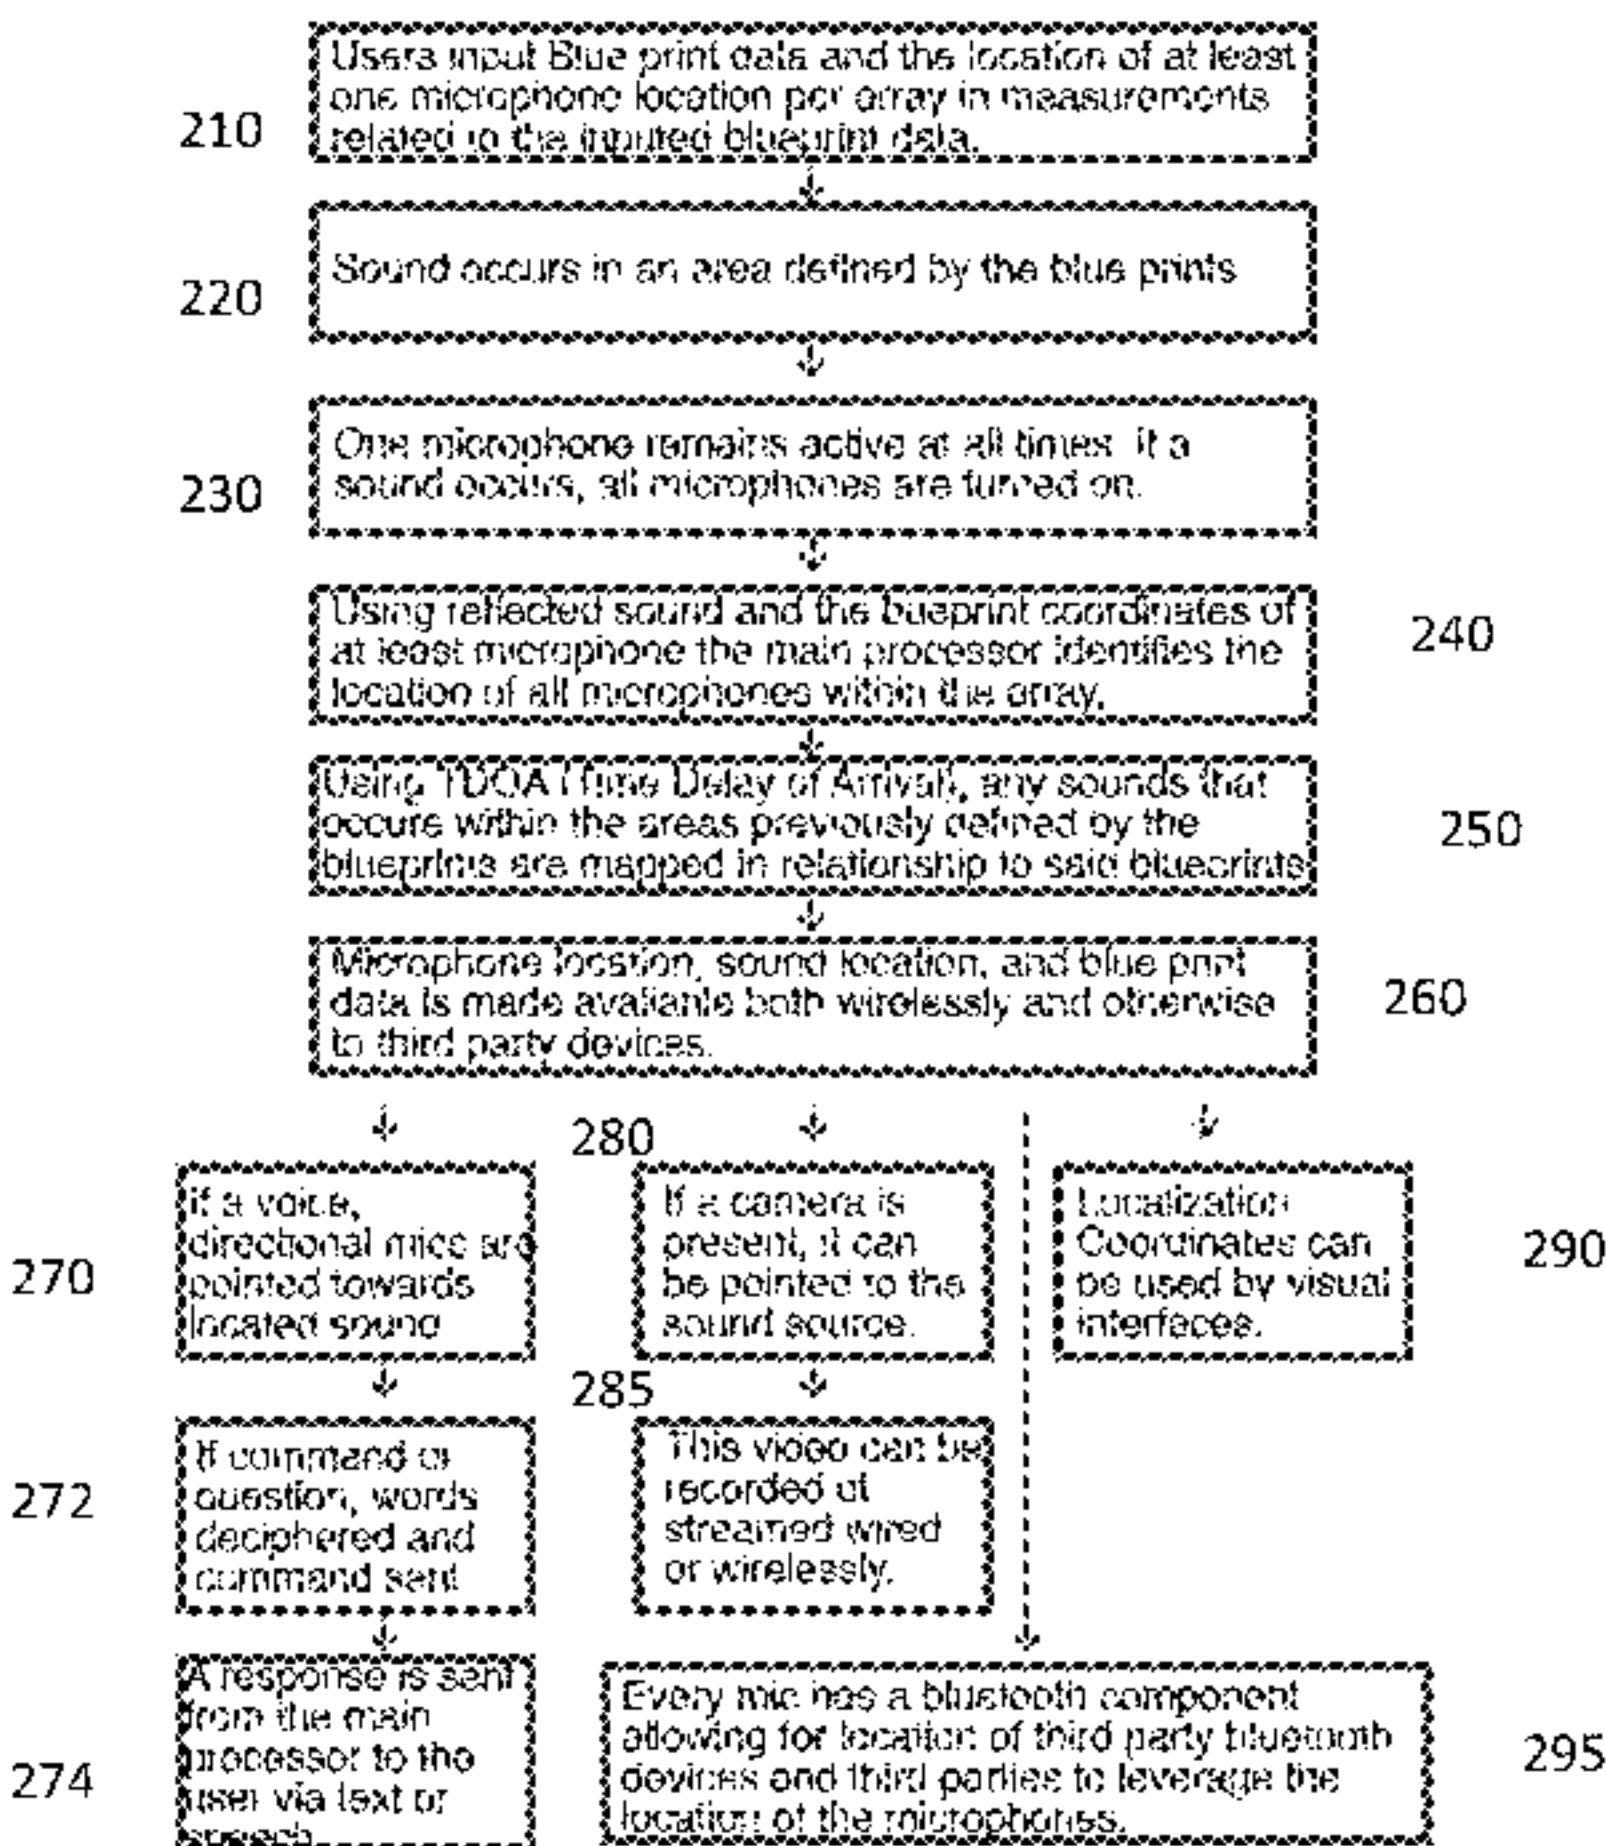 Users input Blue print data and the location of at least
one microphone location per array in measurements
related to the inputed blueprint data.
210
Sound occurs in an area defined by the blue prints
220
One microphone remains active at all times. If a
sound occurs, all microphones are turned on.
230
Using reflected sound and the bueprint coordinates of
at least microphone the main processor identifies the
location of all microphones within the array.
240
Using TDOA (Time Delay of Arrival), any sounds that
occure within the areas previously defined by the
blueprints are mapped in relationship to said blueprints
250
Microphone location, sound location, and blue print
data is made avaliable both wirelessly and otherwise
to third party devices.
260
270
if a voice,
directional mics are
pointed towards
located sound
280
If a camera is
present, it can
be pointed to the
sound source.
Localization
Coordinates can
be used by visual
interfaces.
290
272
If command or
question, words
deciphered and
command sent
285
This video can be
recorded of
streamed wired
or wirelessly.
274
A response is sent
from the main
processor to the
user via text or
speech
Every mic has a bluetooth component
allowing for location of third party bluetooth
devices and third parties to leverage the
location of the microphones.
295